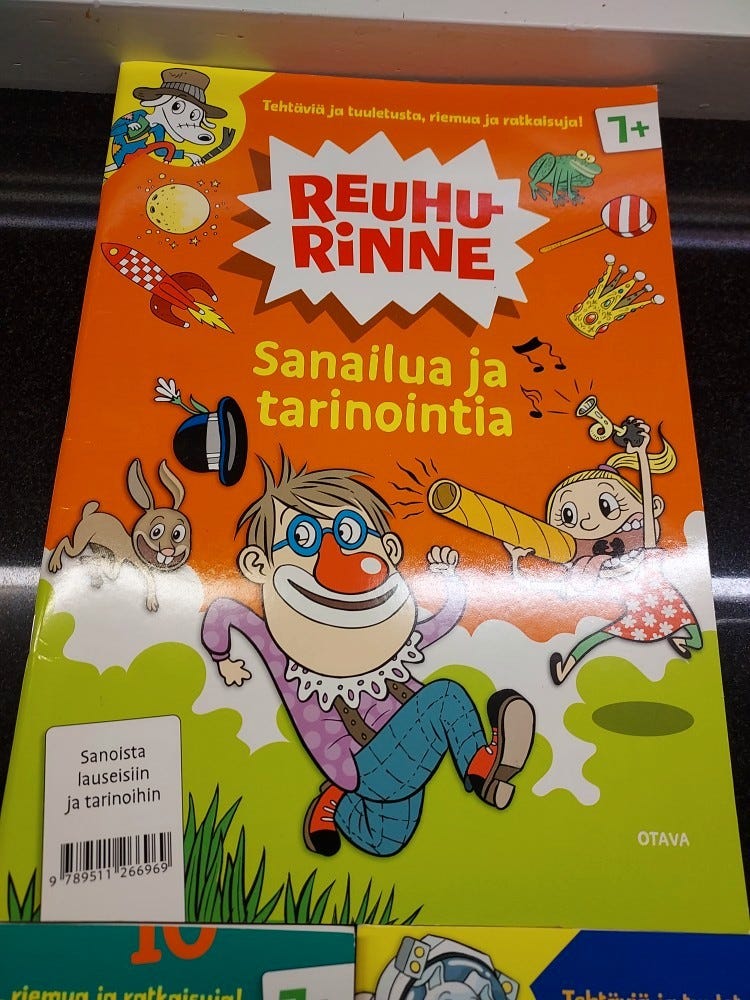 Tehtäviä ja tuuletusta, riemua ja ratkaisuja!
7+
REUHU-
RINNE
Sanailua ja
tarinointia
Sanoista
lauseisiin
ja tarinoihin
9 789511 266969
OTAVA
10
riemua ja ratkaisuja!